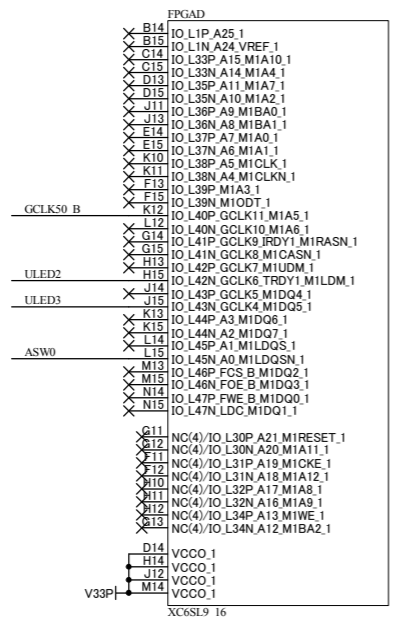 FPGAD
B14 IO_L1P_A25_1
B15 IO_L1N_A24_VREF_1
C14 IO_L33P_A15_M1A10_1
C15 IO_L33N_A14_M1A4_1
D13 IO_L35P_A11_M1A7_1
D15 IO_L35N_A10_M1A2_1
J11 IO_L36P_A9_M1BA0_1
J13 IO_L36N_A8_M1BA1_1
E14 IO_L37P_A7_M1A0_1
E15 IO_L37N_A6_M1A1_1
K10 IO_L38P_A5_M1CLK_1
K11 IO_L38N_A4_M1CLKN_1
F13 IO_L39P_M1A3_1
F15 IO_L39N_M1ODT_1
GCLK50_B K12 IO_L40P_GCLK11_M1A5_1
L12 IO_L40N_GCLK10_M1A6_1
G14 IO_L41P_GCLK9_IRDY1_M1RASN_1
G15 IO_L41N_GCLK8_M1CASN_1
H13 IO_L42P_GCLK7_M1UDM_1
ULED2 H15 IO_L42N_GCLK6_TRDY1_M1LDM_1
J14 IO_L43P_GCLK5_M1DQ4_1
ULED3 J15 IO_L43N_GCLK4_M1DQ5_1
K13 IO_L44P_A3_M1DQ6_1
K15 IO_L44N_A2_M1DQ7_1
L14 IO_L45P_A1_M1LDQS_1
ASW0 L15 IO_L45N_A0_M1LDQSN_1
M13 IO_L46P_FCS_B_M1DQ2_1
M15 IO_L46N_FOE_B_M1DQ3_1
N14 IO_L47P_FWE_B_M1DQ0_1
N15 IO_L47N_LDC_M1DQ1_1
G11 NC(4)/IO_L30P_A21_M1RESET_1
G12 NC(4)/IO_L30N_A20_M1A11_1
F11 NC(4)/IO_L31P_A19_M1CKE_1
F12 NC(4)/IO_L31N_A18_M1A12_1
H10 NC(4)/IO_L32P_A17_M1A8_1
H11 NC(4)/IO_L32N_A16_M1A9_1
H12 NC(4)/IO_L34P_A13_M1WE_1
G13 NC(4)/IO_L34N_A12_M1BA2_1
D14 VCCO_1
H14 VCCO_1
J12 VCCO_1
V33P M14 VCCO_1
XC6SL9_16